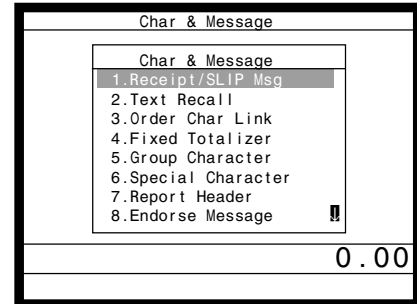 Char & Message
Char & Message
1.Receipt/SLIP Msg
2.Text Recall
3.Order Char Link
4.Fixed Totalizer
5.Group Character
6.Special Character
7.Report Header
8.Endorse Message
0.00